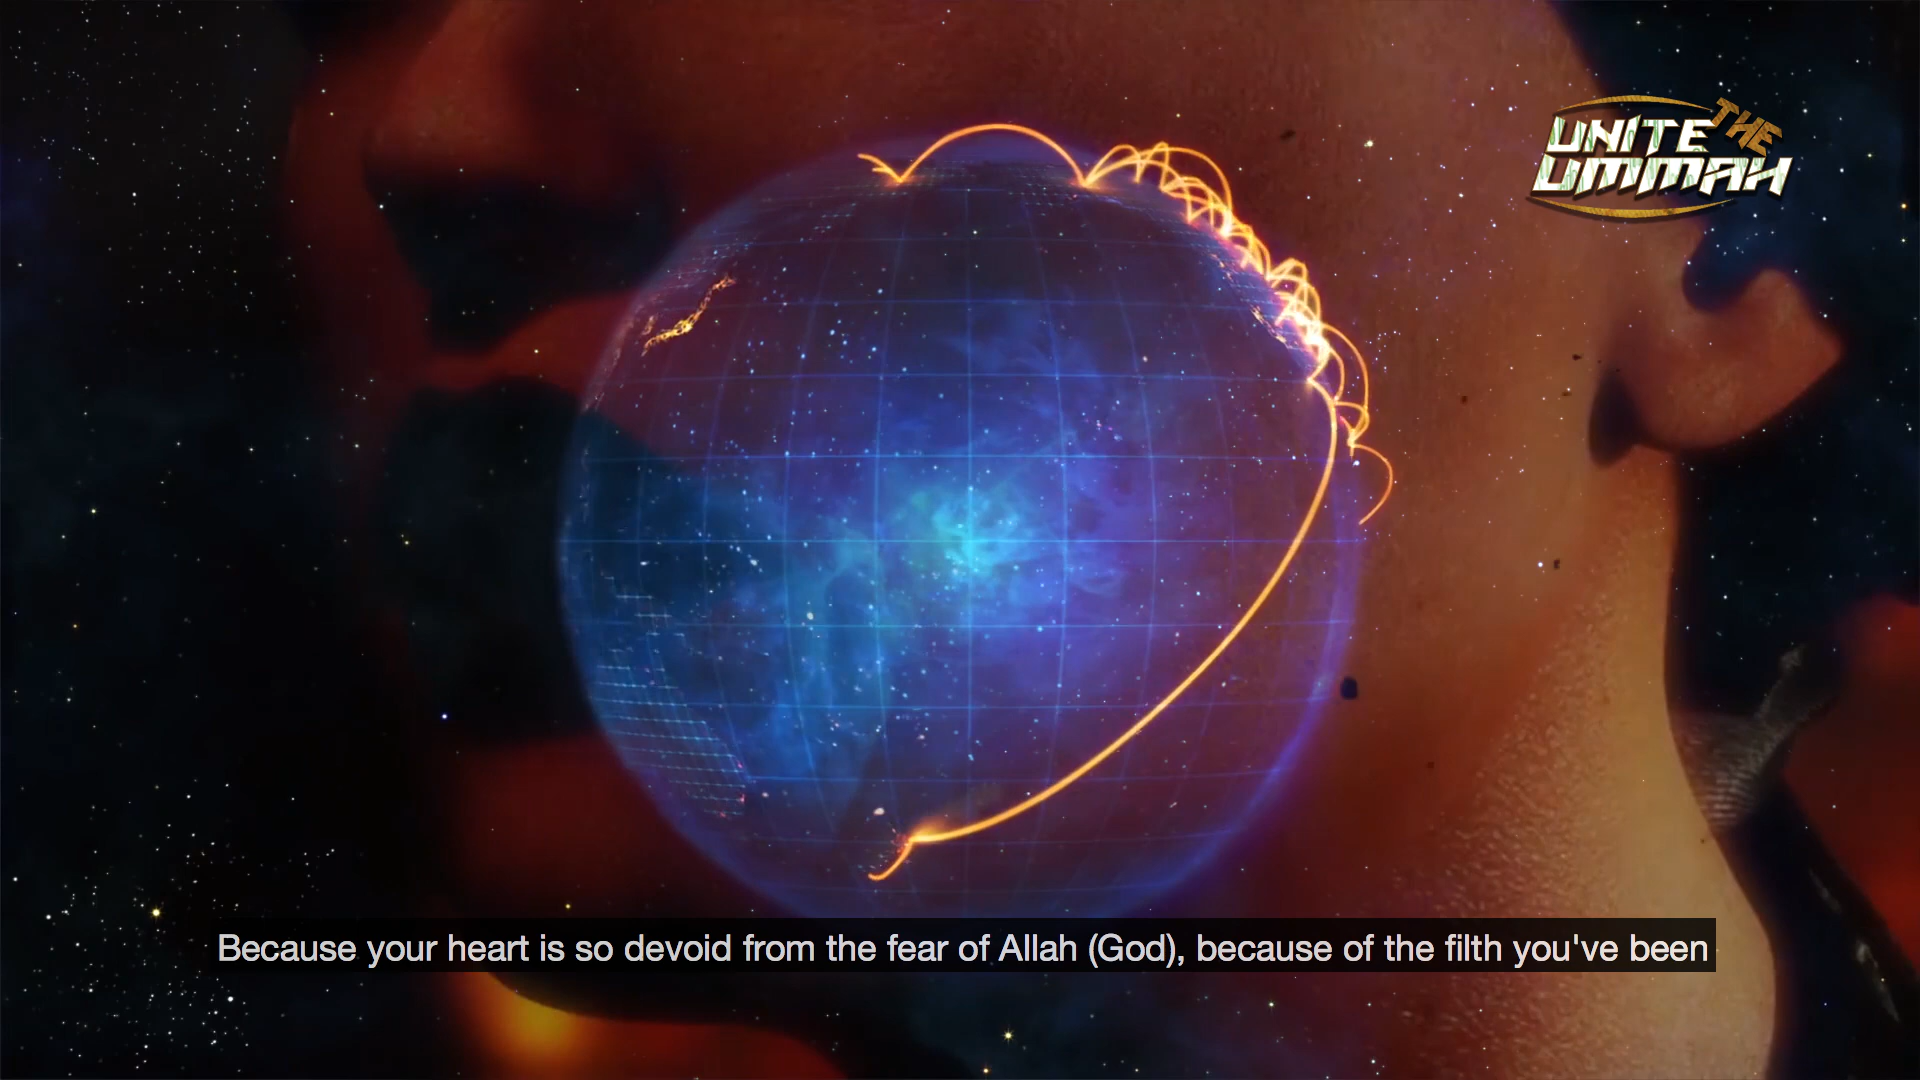 UNITE THE
UMMAH
Because your heart is so devoid from the fear of Allah (God), because of the filth you've been